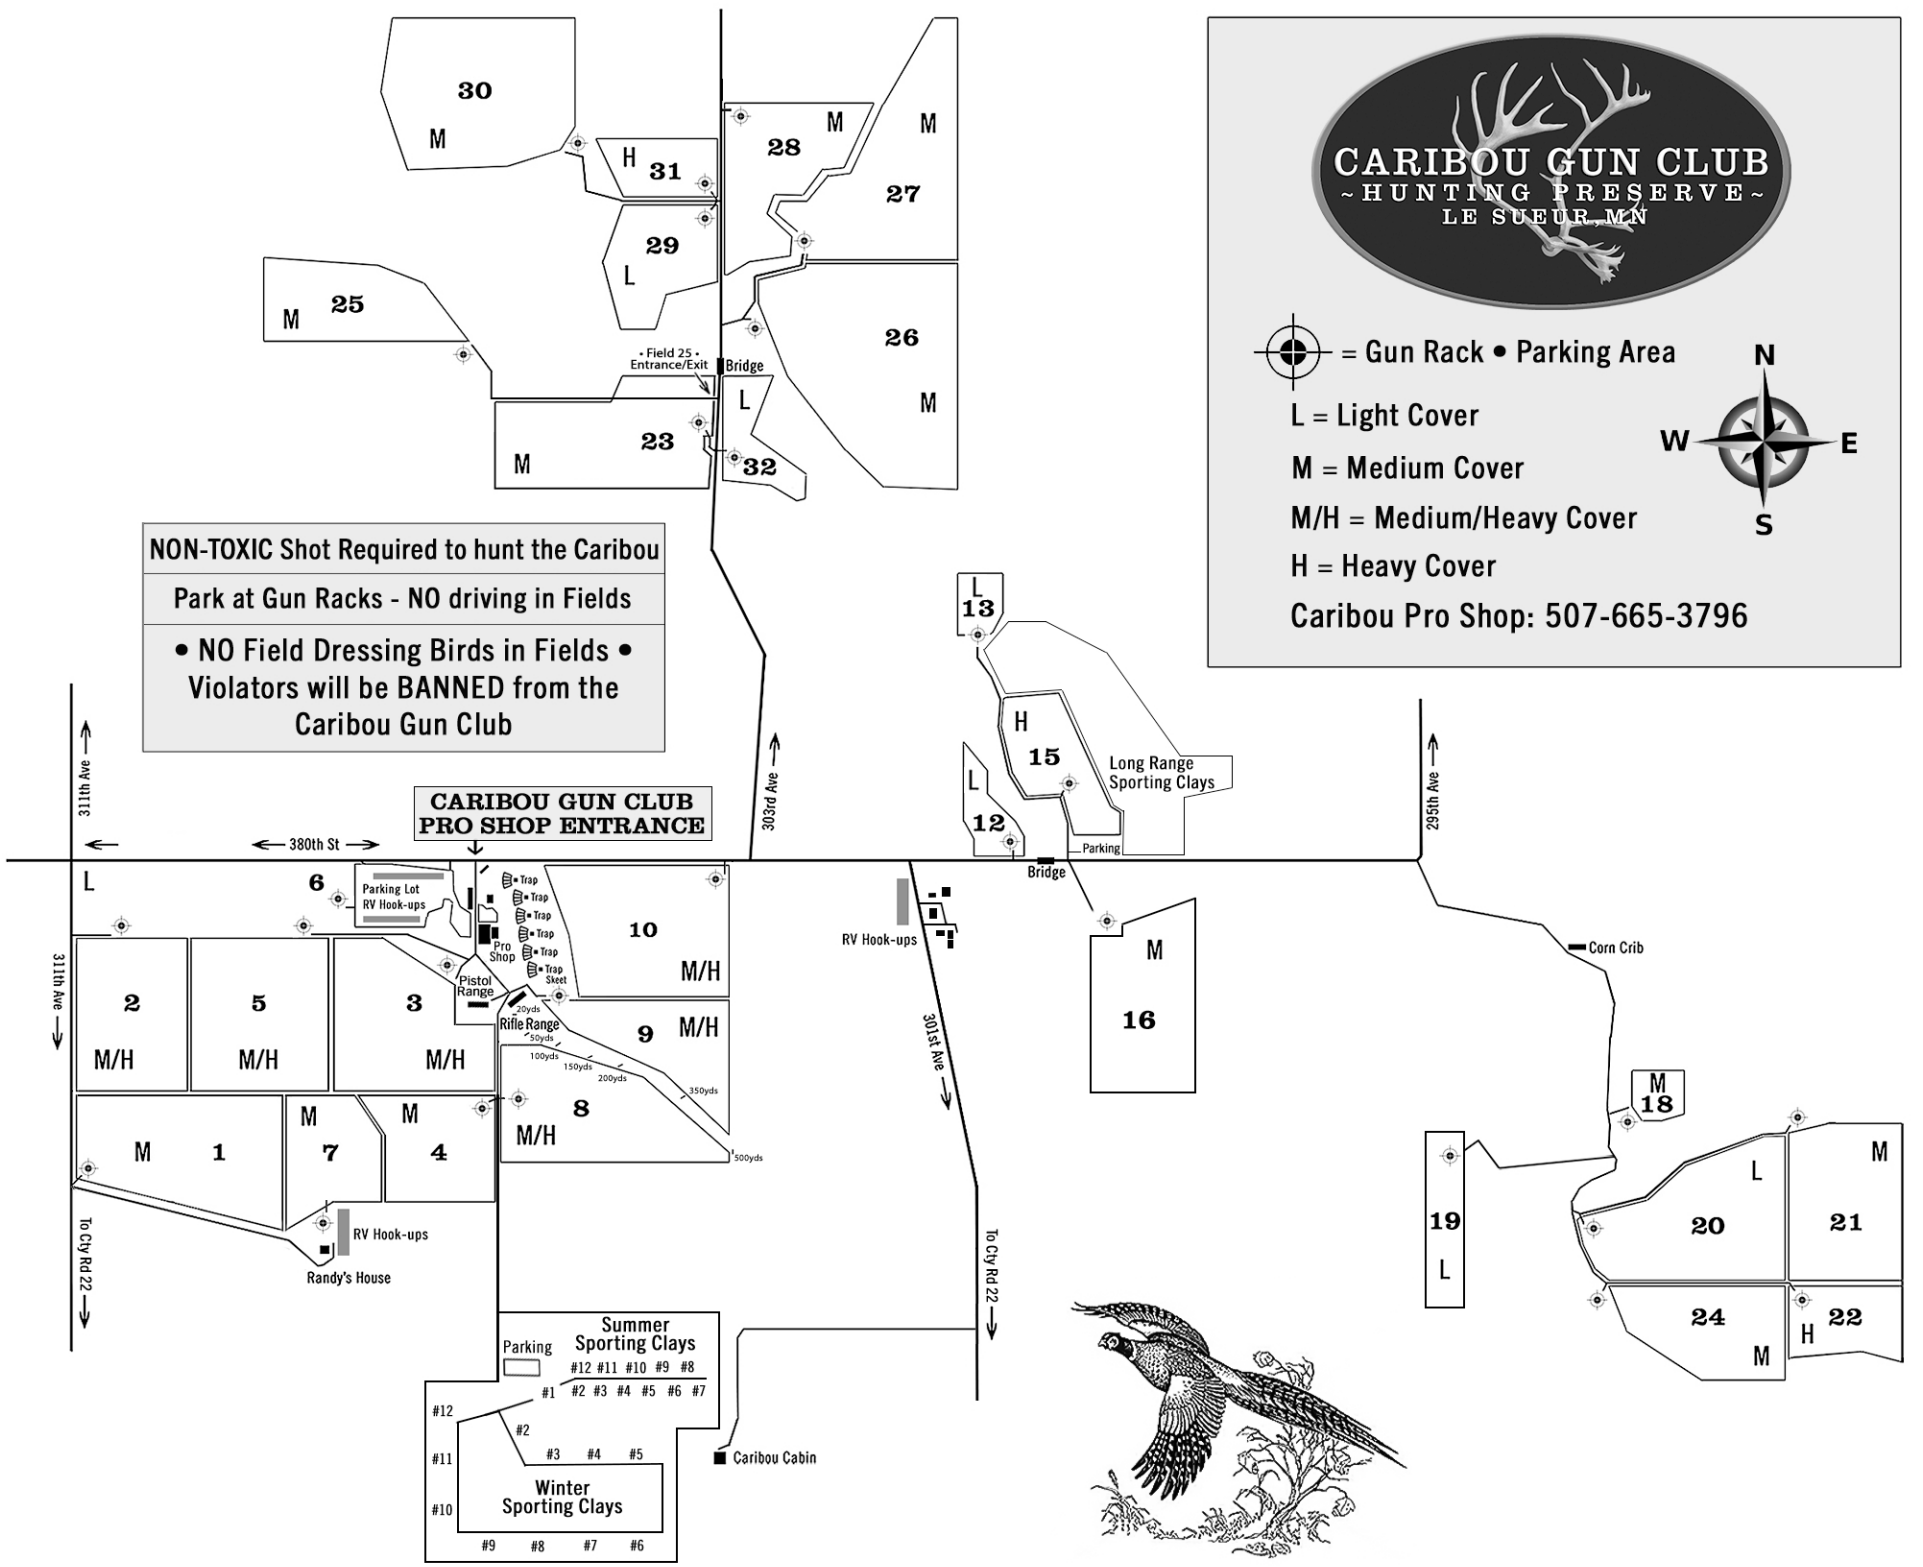 CARIBOU GUN CLUB
~HUNTING PRESERVE~
LE SUEUR, MN
= Gun Rack • Parking Area
L = Light Cover
M = Medium Cover
M/H = Medium/Heavy Cover
H = Heavy Cover
Caribou Pro Shop: 507-665-3796
N
W
E
S
30
M
H
31
M
28
M
27
29
L
25
M
26
M
• Field 25 •
Entrance/Exit
Bridge
L
23
M
32
NON-TOXIC Shot Required to hunt the Caribou
Park at Gun Racks - NO driving in Fields
• NO Field Dressing Birds in Fields •
Violators will be BANNED from the
Caribou Gun Club
L
13
H
15
Long Range
Sporting Clays
L
12
Parking
Bridge
311th Ave
303rd Ave
295th Ave
380th St
CARIBOU GUN CLUB
PRO SHOP ENTRANCE
L
6
Parking Lot
RV Hook-ups
Trap
Trap
Trap
Trap
Trap
Trap
Skeet
Pro
Shop
10
M/H
RV Hook-ups
M
16
Corn Crib
311th Ave
301st Ave
2
M/H
5
M/H
3
M/H
Pistol
Range
Rifle Range
20yds
50yds
100yds
150yds
200yds
350yds
500yds
9
M/H
8
M/H
M
1
M
7
M
4
M
18
19
L
L
20
M
21
24
M
H
22
RV Hook-ups
Randy's House
To Cty Rd 22
To Cty Rd 22
Summer
Sporting Clays
Parking
#12 #11 #10 #9 #8
#1 #2 #3 #4 #5 #6 #7
#12
#2
#11
#3 #4 #5
Winter
Sporting Clays
#10
#9 #8 #7 #6
Caribou Cabin